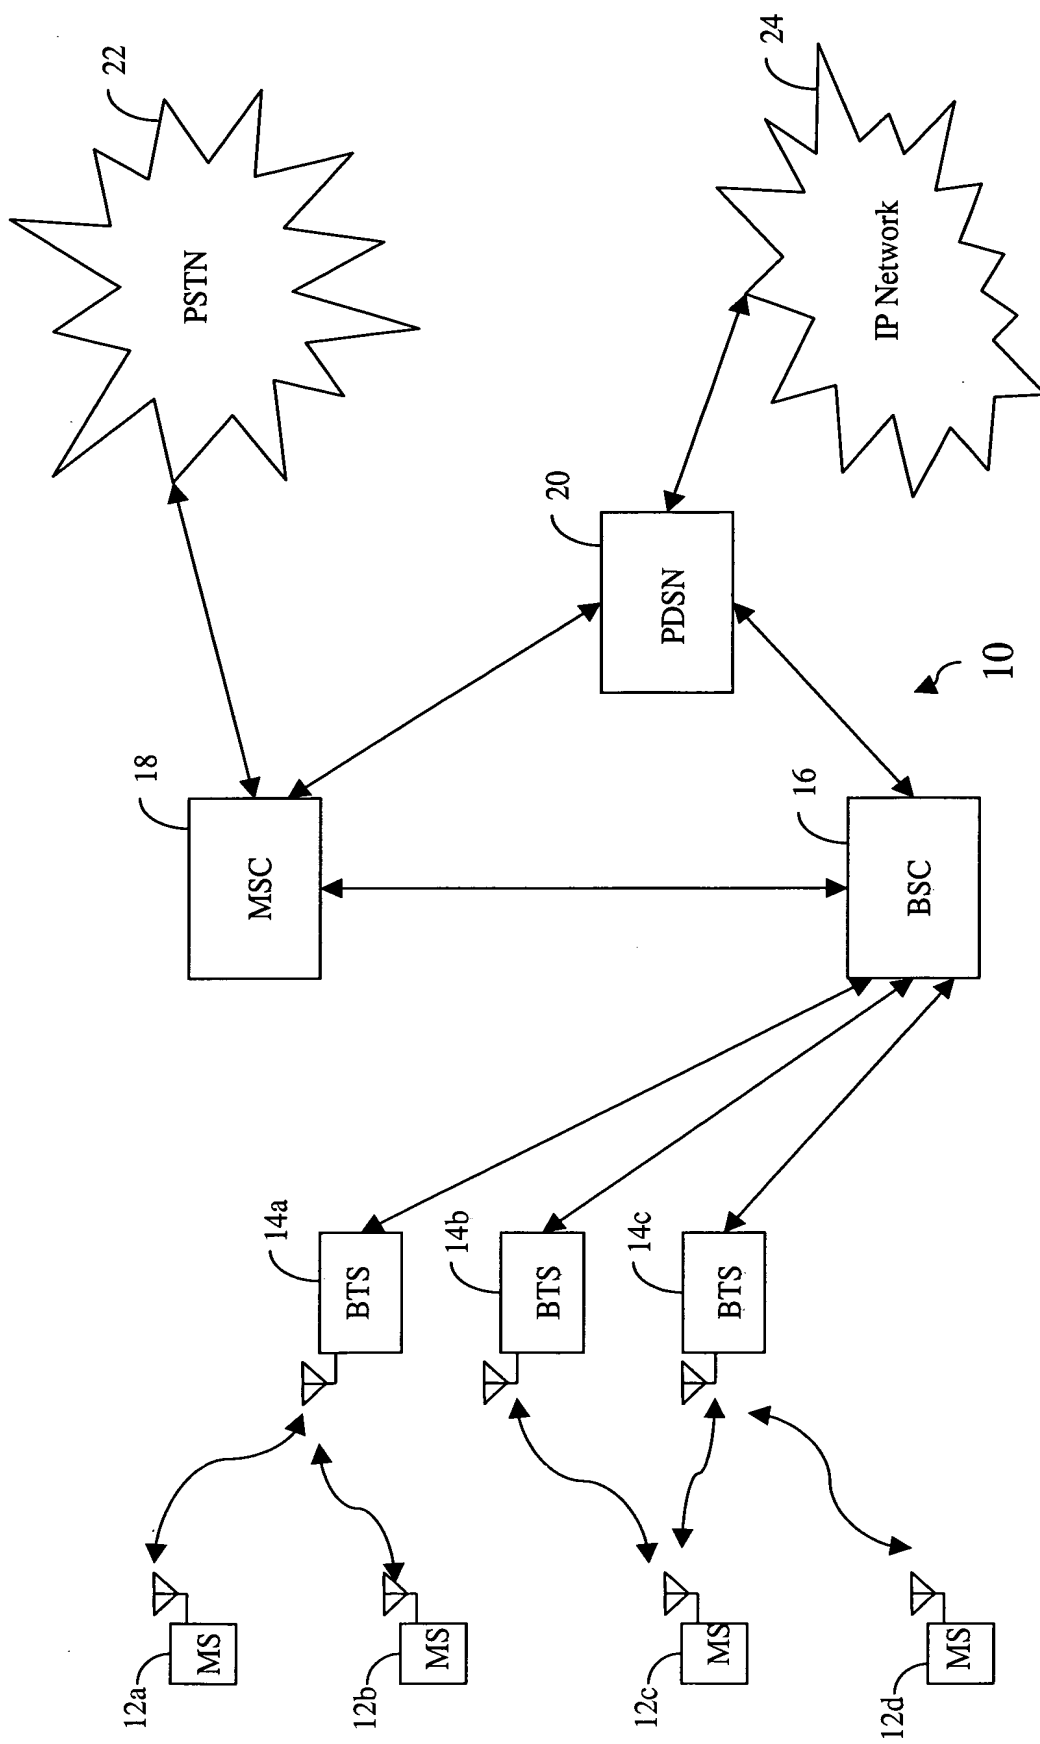 12a
MS
12b
MS
12c
MS
12d
MS
14a
BTS
14b
BTS
14c
BTS
18
MSC
16
BSC
10
20
PDSN
22
PSTN
24
IP Network